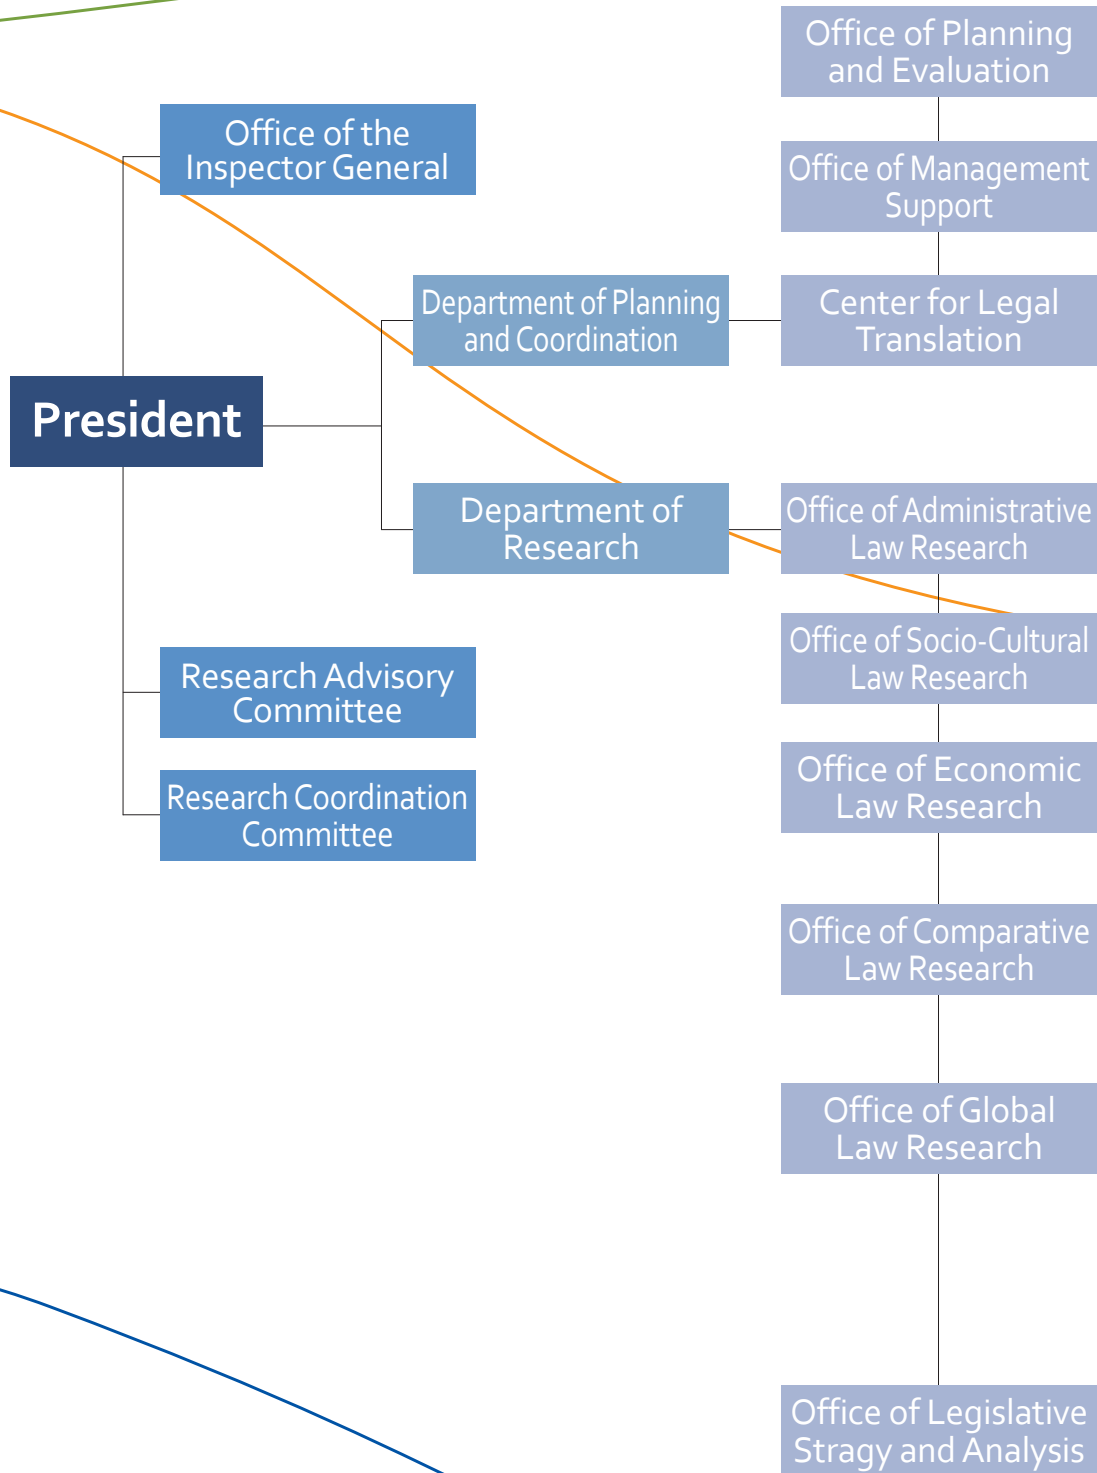 Office of Planning
and Evaluation
Office of the
Inspector General
Office of Management
Support
Department of Planning
and Coordination
Center for Legal
Translation
President
Department of
Research
Office of Administrative
Law Research
Office of Socio-Cultural
Law Research
Research Advisory
Committee
Office of Economic
Law Research
Research Coordination
Committee
Office of Comparative
Law Research
Office of Global
Law Research
Office of Legislative
Stragy and Analysis